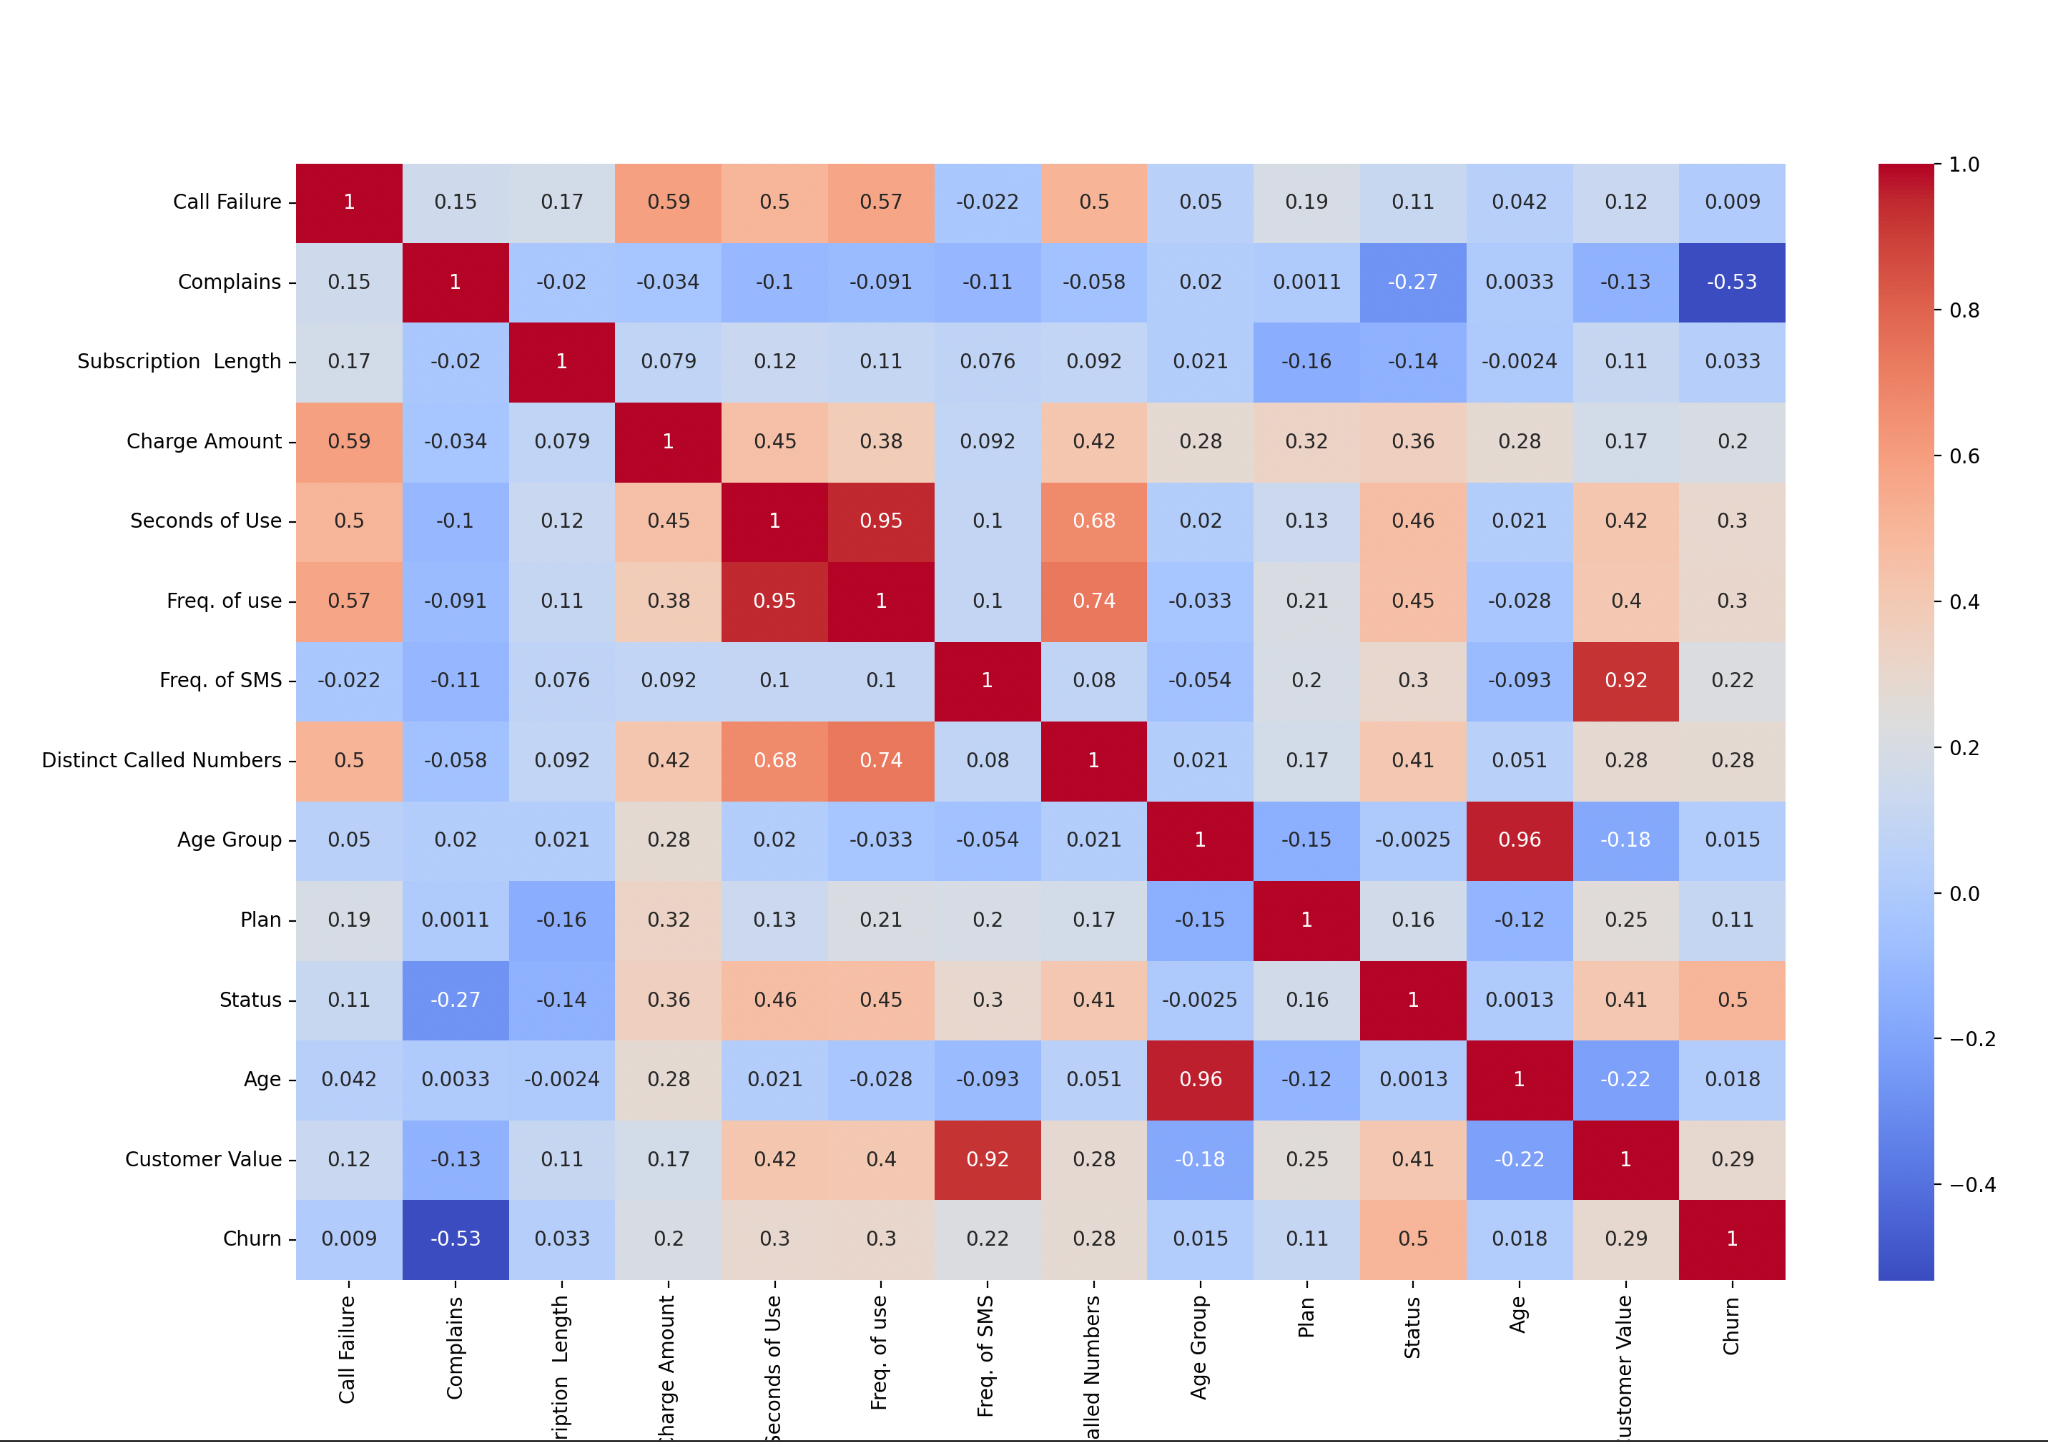 Call Failure 1 0.15 0.17 0.59 0.5 0.57 -0.022 0.5 0.05 0.19 0.11 0.042 0.12 0.009
Complains 0.15 1 -0.02 -0.034 -0.1 -0.091 -0.11 -0.058 0.02 0.0011 -0.27 0.0033 -0.13 -0.53
Subscription  Length 0.17 -0.02 1 0.079 0.12 0.11 0.076 0.092 0.021 -0.16 -0.14 -0.0024 0.11 0.033
Charge Amount 0.59 -0.034 0.079 1 0.45 0.38 0.092 0.42 0.28 0.32 0.36 0.28 0.17 0.2
Seconds of Use 0.5 -0.1 0.12 0.45 1 0.95 0.1 0.68 0.02 0.13 0.46 0.021 0.42 0.3
Freq. of use 0.57 -0.091 0.11 0.38 0.95 1 0.1 0.74 -0.033 0.21 0.45 -0.028 0.4 0.3
Freq. of SMS -0.022 -0.11 0.076 0.092 0.1 0.1 1 0.08 -0.054 0.2 0.3 -0.093 0.92 0.22
Distinct Called Numbers 0.5 -0.058 0.092 0.42 0.68 0.74 0.08 1 0.021 0.17 0.41 0.051 0.28 0.28
Age Group 0.05 0.02 0.021 0.28 0.02 -0.033 -0.054 0.021 1 -0.15 -0.0025 0.96 -0.18 0.015
Plan 0.19 0.0011 -0.16 0.32 0.13 0.21 0.2 0.17 -0.15 1 0.16 -0.12 0.25 0.11
Status 0.11 -0.27 -0.14 0.36 0.46 0.45 0.3 0.41 -0.0025 0.16 1 0.0013 0.41 0.5
Age 0.042 0.0033 -0.0024 0.28 0.021 -0.028 -0.093 0.051 0.96 -0.12 0.0013 1 -0.22 0.018
Customer Value 0.12 -0.13 0.11 0.17 0.42 0.4 0.92 0.28 -0.18 0.25 0.41 -0.22 1 0.29
Churn 0.009 -0.53 0.033 0.2 0.3 0.3 0.22 0.28 0.015 0.11 0.5 0.018 0.29 1
Call Failure
Complains
ription  Length
Charge Amount
Seconds of Use
Freq. of use
Freq. of SMS
alled Numbers
Age Group
Plan
Status
Age
ustomer Value
Churn
1.0
0.8
0.6
0.4
0.2
0.0
−0.2
−0.4